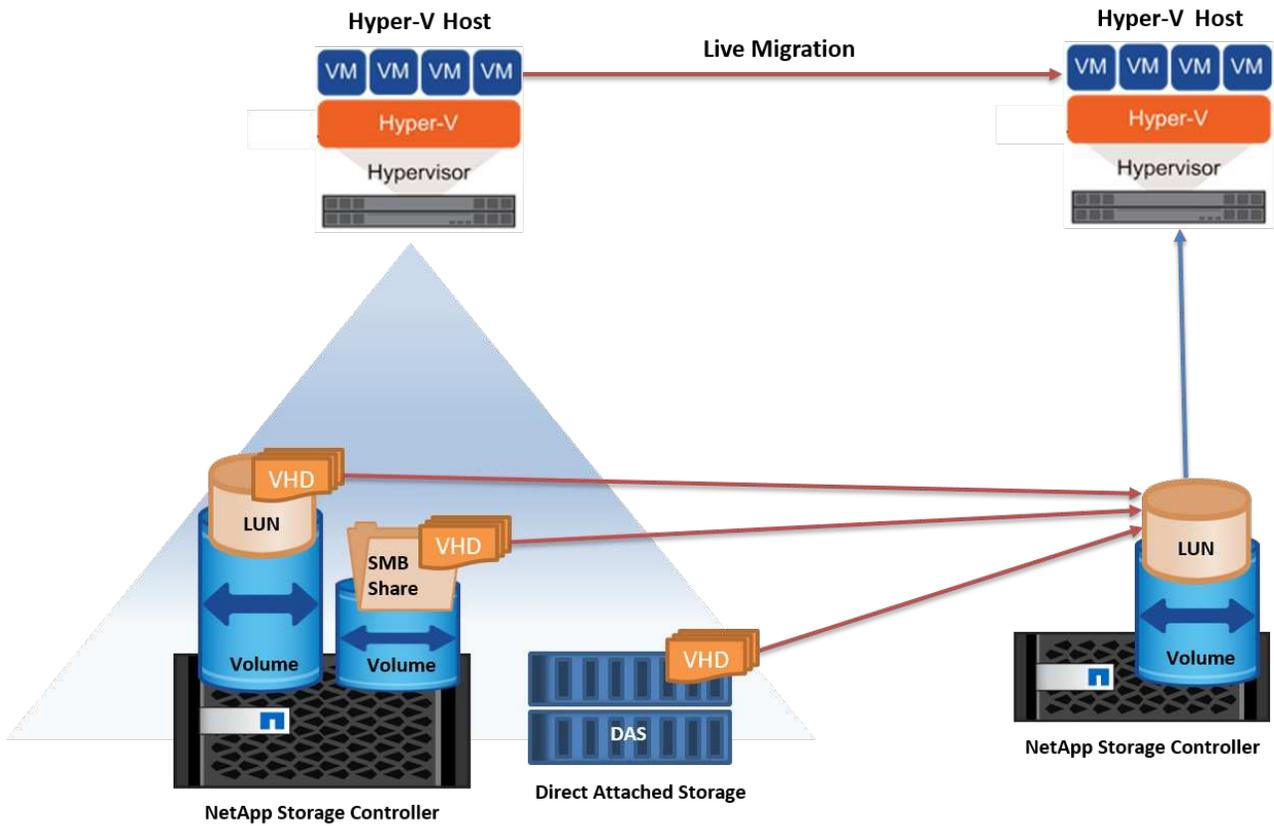 Hyper-V Host
Hyper-V Host
Live Migration
VM VM VM VM
VM VM VM VM
Hyper-V
Hyper-V
Hypervisor
Hypervisor
VHD
LUN
VHD
SMB
Share
LUN
VHD
Volume
Volume
Volume
DAS
NetApp Storage Controller
Direct Attached Storage
NetApp Storage Controller